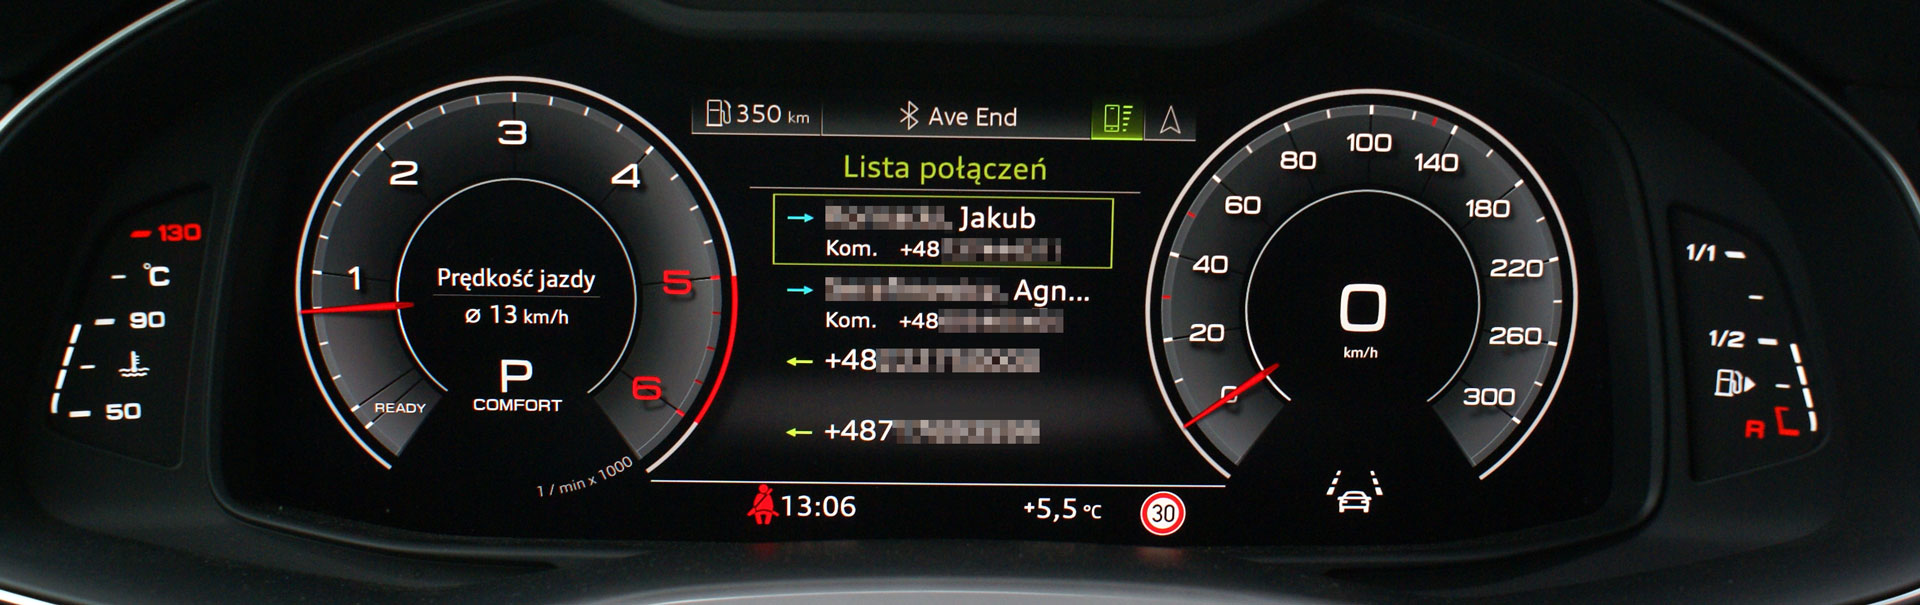 130
°C
90
50
1
2
3
4
5
6
Prędkość jazdy
ø 13 km/h
P
COMFORT
READY
1 / min x 1000
350 km
Ave End
Lista połączeń
Jakub
Kom. +48
Agn...
Kom. +48
+48
+487
13:06
+5,5 °C
30
0
20
40
60
80
100
140
180
220
260
300
0
km/h
1/1
1/2
R